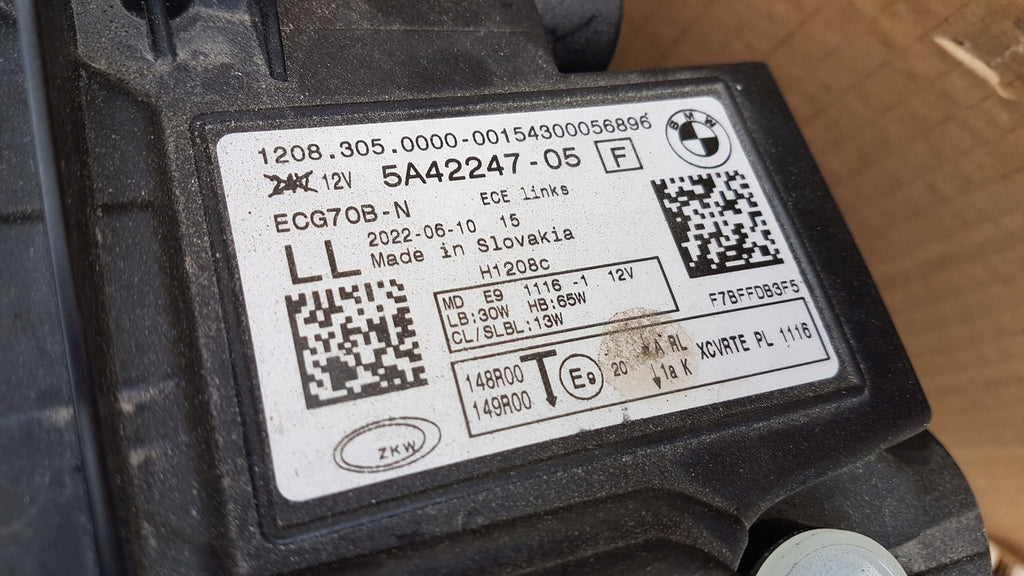 1208.305.0000-00154300056896
BMW
24V 12V 5A42247-05 F
ECG70B-N ECE links
LL 2022-06-10 15
Made in Slovakia
H1208C
MD E9 1116 -1 12V
LB:30W HB:65W
CL/SLBL:13W
F7BFFDB3F5
148R00
149R00
E9 20 A RL
↓1a K
XCVRTE PL 1116
ZKW